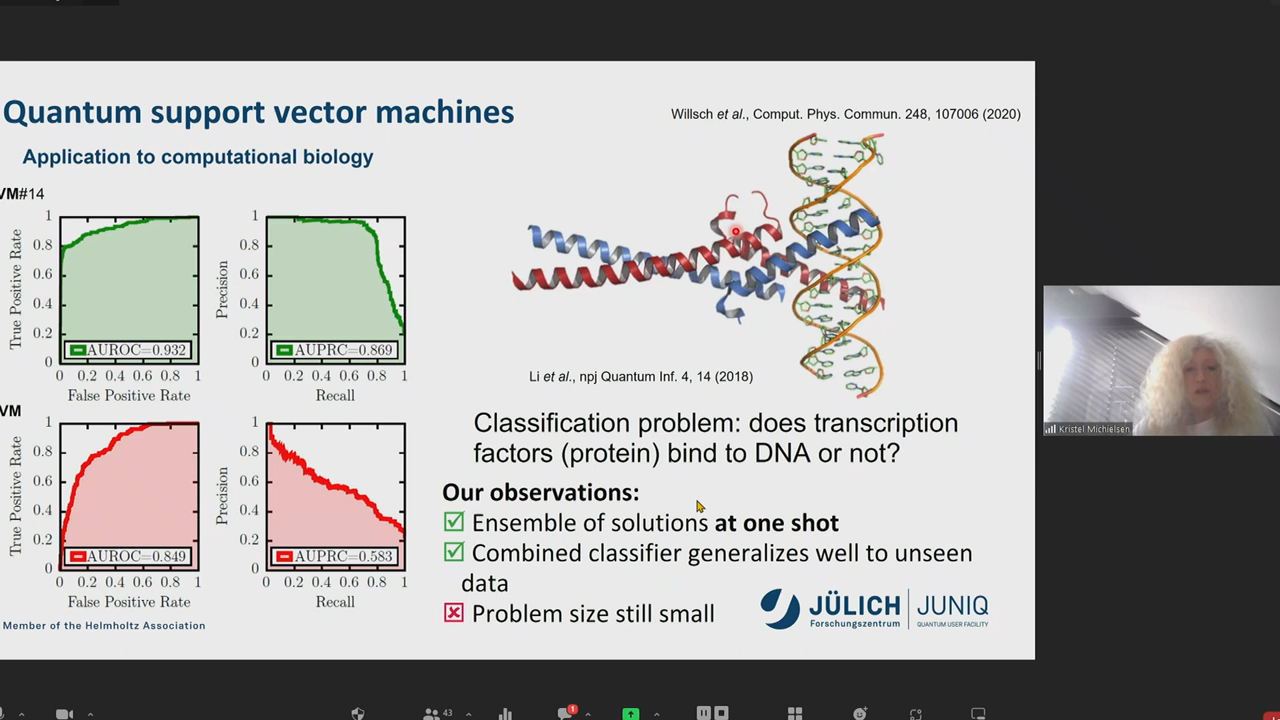 Quantum support vector machines
Willsch et al., Comput. Phys. Commun. 248, 107006 (2020)
Application to computational biology
VM#14
True Positive Rate
1
0.8
0.6
0.4
0.2
0
AUROC=0.932
0 0.2 0.4 0.6 0.8 1
False Positive Rate
Precision
1
0.8
0.6
0.4
0.2
0
AUPRC=0.869
0 0.2 0.4 0.6 0.8 1
Recall
VM
True Positive Rate
1
0.8
0.6
0.4
0.2
0
AUROC=0.849
0 0.2 0.4 0.6 0.8 1
False Positive Rate
Precision
1
0.8
0.6
0.4
0.2
0
AUPRC=0.583
0 0.2 0.4 0.6 0.8 1
Recall
Li et al., npj Quantum Inf. 4, 14 (2018)
Classification problem: does transcription
factors (protein) bind to DNA or not?
Our observations:
Ensemble of solutions at one shot
Combined classifier generalizes well to unseen
data
Problem size still small
Member of the Helmholtz Association
JÜLICH
Forschungszentrum
JUNIQ
QUANTUM USER FACILITY
Kristel Michielsen
43
1